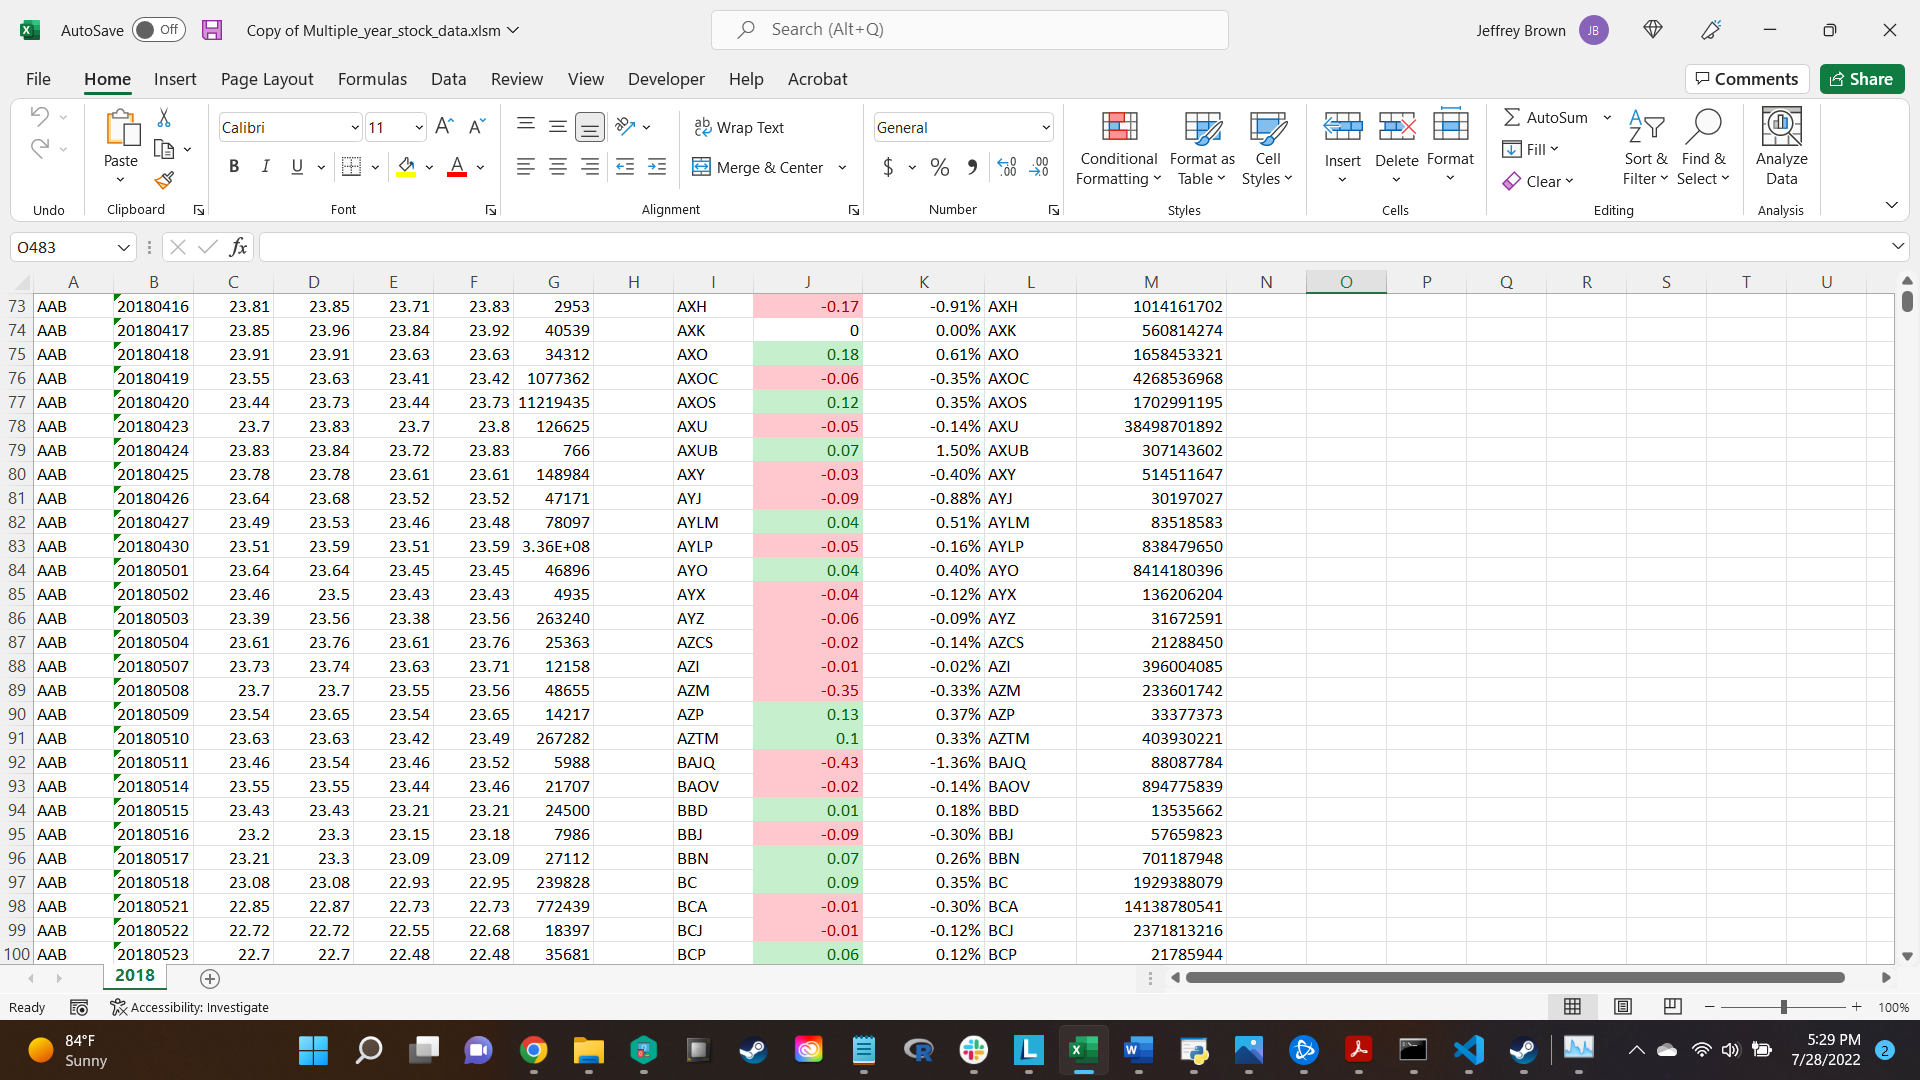 AutoSave Off Copy of Multiple_year_stock_data.xlsm Search (Alt+Q) Jeffrey Brown JB
File Home Insert Page Layout Formulas Data Review View Developer Help Acrobat Comments Share
Calibri 11 Wrap Text General AutoSum
Paste Conditional Format as Cell Insert Delete Format Fill Sort & Find & Analyze
B I U A Merge & Center $ % Formatting Table Styles Clear Filter Select Data
Undo Clipboard Font Alignment Number Styles Cells Editing Analysis
O483 fx
A B C D E F G H I J K L M N O P Q R S T U
73 AAB 20180416 23.81 23.85 23.71 23.83 2953 AXH -0.17 -0.91% AXH 1014161702
74 AAB 20180417 23.85 23.96 23.84 23.92 40539 AXK 0 0.00% AXK 560814274
75 AAB 20180418 23.91 23.91 23.63 23.63 34312 AXO 0.18 0.61% AXO 1658453321
76 AAB 20180419 23.55 23.63 23.41 23.42 1077362 AXOC -0.06 -0.35% AXOC 4268536968
77 AAB 20180420 23.44 23.73 23.44 23.73 11219435 AXOS 0.12 0.35% AXOS 1702991195
78 AAB 20180423 23.7 23.83 23.7 23.8 126625 AXU -0.05 -0.14% AXU 38498701892
79 AAB 20180424 23.83 23.84 23.72 23.83 766 AXUB 0.07 1.50% AXUB 307143602
80 AAB 20180425 23.78 23.78 23.61 23.61 148984 AXY -0.03 -0.40% AXY 514511647
81 AAB 20180426 23.64 23.68 23.52 23.52 47171 AYJ -0.09 -0.88% AYJ 30197027
82 AAB 20180427 23.49 23.53 23.46 23.48 78097 AYLM 0.04 0.51% AYLM 83518583
83 AAB 20180430 23.51 23.59 23.51 23.59 3.36E+08 AYLP -0.05 -0.16% AYLP 838479650
84 AAB 20180501 23.64 23.64 23.45 23.45 46896 AYO 0.04 0.40% AYO 8414180396
85 AAB 20180502 23.46 23.5 23.43 23.43 4935 AYX -0.04 -0.12% AYX 136206204
86 AAB 20180503 23.39 23.56 23.38 23.56 263240 AYZ -0.06 -0.09% AYZ 31672591
87 AAB 20180504 23.61 23.76 23.61 23.76 25363 AZCS -0.02 -0.14% AZCS 21288450
88 AAB 20180507 23.73 23.74 23.63 23.71 12158 AZI -0.01 -0.02% AZI 396004085
89 AAB 20180508 23.7 23.7 23.55 23.56 48655 AZM -0.35 -0.33% AZM 233601742
90 AAB 20180509 23.54 23.65 23.54 23.65 14217 AZP 0.13 0.37% AZP 33377373
91 AAB 20180510 23.63 23.63 23.42 23.49 267282 AZTM 0.1 0.33% AZTM 403930221
92 AAB 20180511 23.46 23.54 23.46 23.52 5988 BAJQ -0.43 -1.36% BAJQ 88087784
93 AAB 20180514 23.55 23.55 23.44 23.46 21707 BAOV -0.02 -0.14% BAOV 894775839
94 AAB 20180515 23.43 23.43 23.21 23.21 24500 BBD 0.01 0.18% BBD 13535662
95 AAB 20180516 23.2 23.3 23.15 23.18 7986 BBJ -0.09 -0.30% BBJ 57659823
96 AAB 20180517 23.21 23.3 23.09 23.09 27112 BBN 0.07 0.26% BBN 701187948
97 AAB 20180518 23.08 23.08 22.93 22.95 239828 BC 0.09 0.35% BC 1929388079
98 AAB 20180521 22.85 22.87 22.73 22.73 772439 BCA -0.01 -0.30% BCA 14138780541
99 AAB 20180522 22.72 22.72 22.55 22.68 18397 BCJ -0.01 -0.12% BCJ 2371813216
100 AAB 20180523 22.7 22.7 22.48 22.48 35681 BCP 0.06 0.12% BCP 21785944
2018
Ready Accessibility: Investigate 100%
84°F 5:29 PM
Sunny 7/28/2022 2